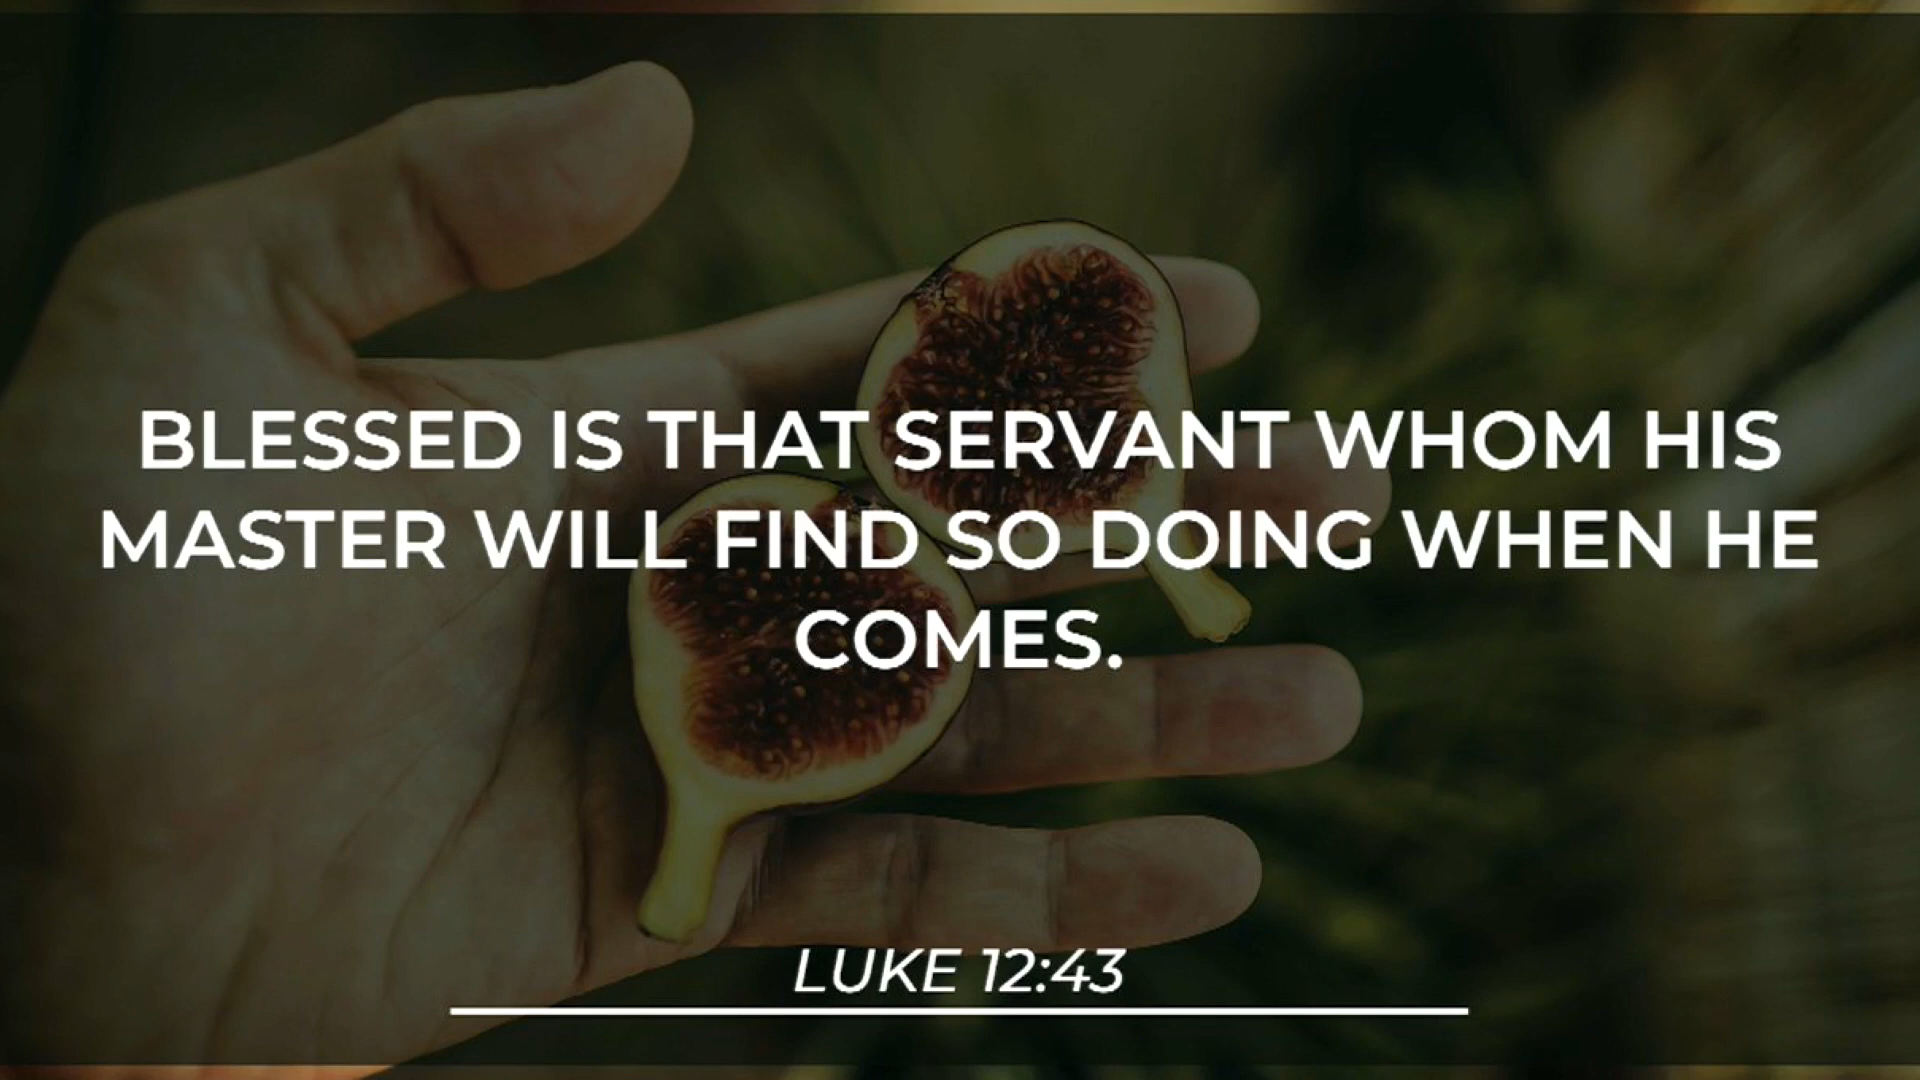 BLESSED IS THAT SERVANT WHOM HIS
MASTER WILL FIND SO DOING WHEN HE
COMES.
LUKE 12:43